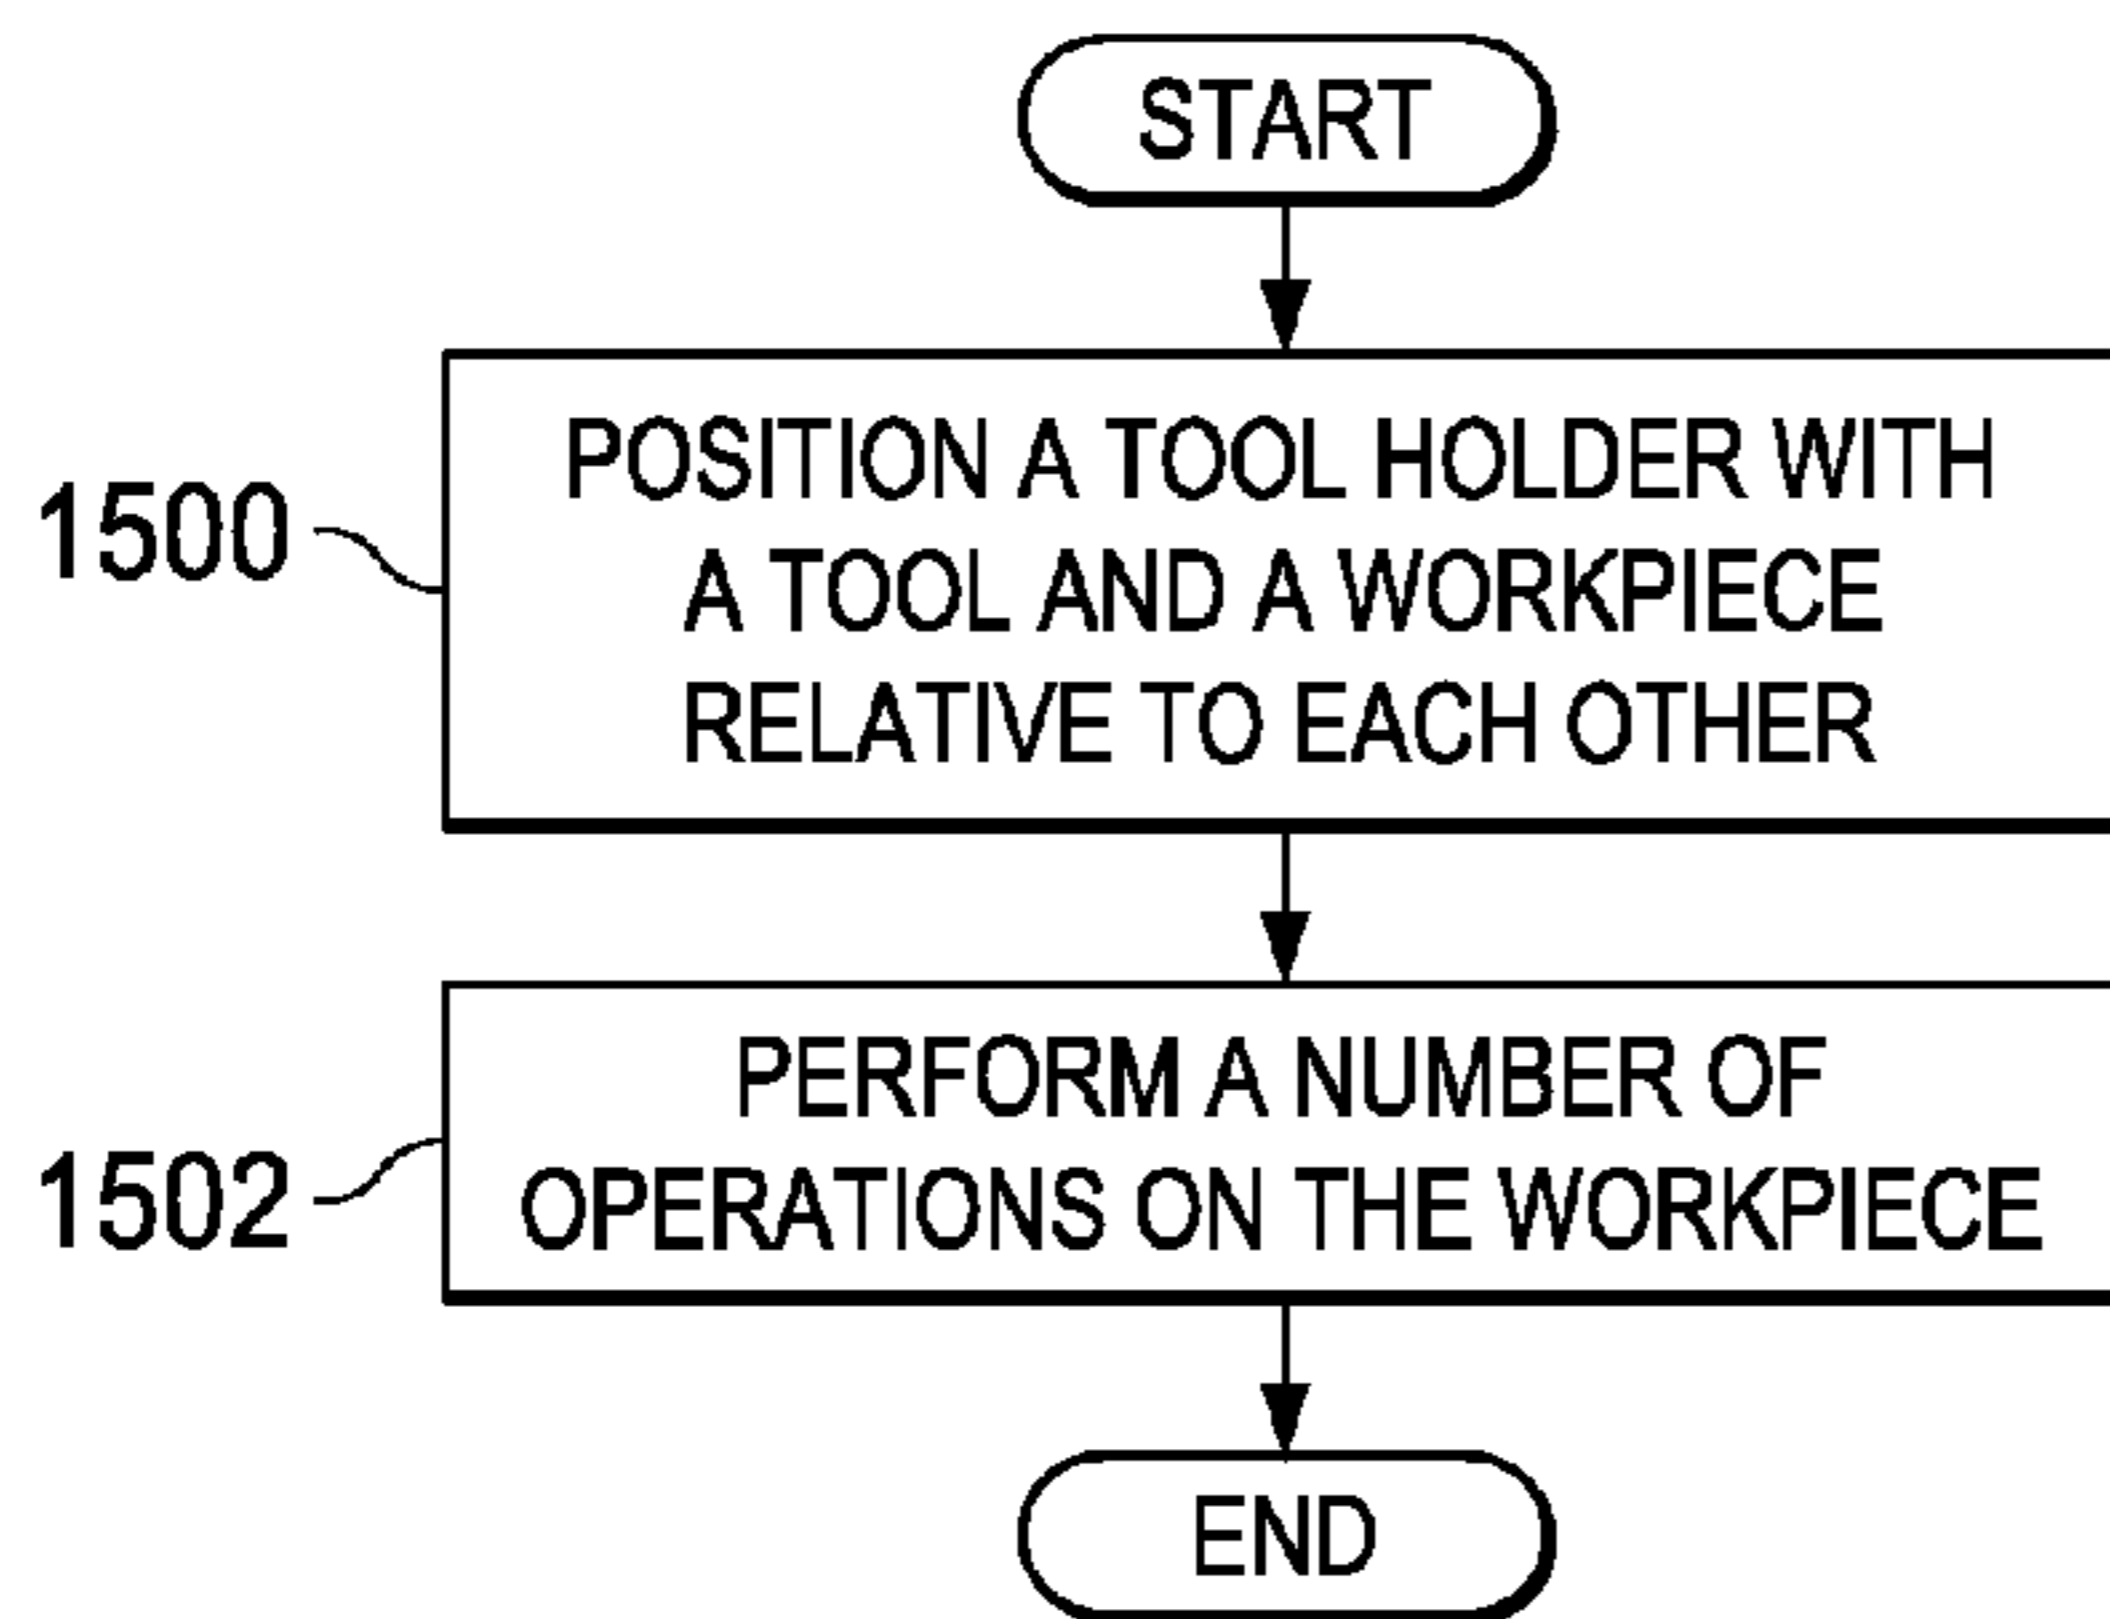 START
1500
POSITION A TOOL HOLDER WITH
A TOOL AND A WORKPIECE
RELATIVE TO EACH OTHER
1502
PERFORM A NUMBER OF
OPERATIONS ON THE WORKPIECE
END